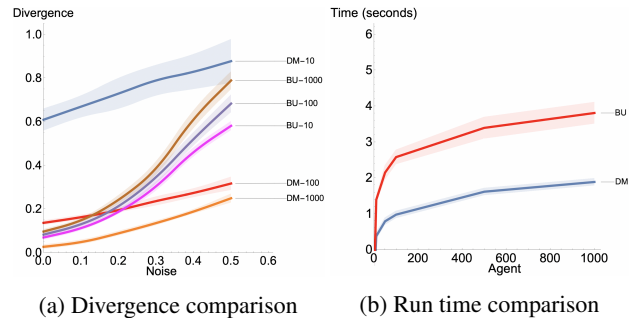 Divergence
1.0
0.8
0.6
0.4
0.2
0.0
0.0 0.1 0.2 0.3 0.4 0.5 0.6
Noise
DM-10
BU-1000
BU-100
BU-10
DM-100
DM-1000
(a) Divergence comparison
Time (seconds)
6
5
4
3
2
1
0
0 200 400 600 800 1000
Agent
BU
DM
(b) Run time comparison